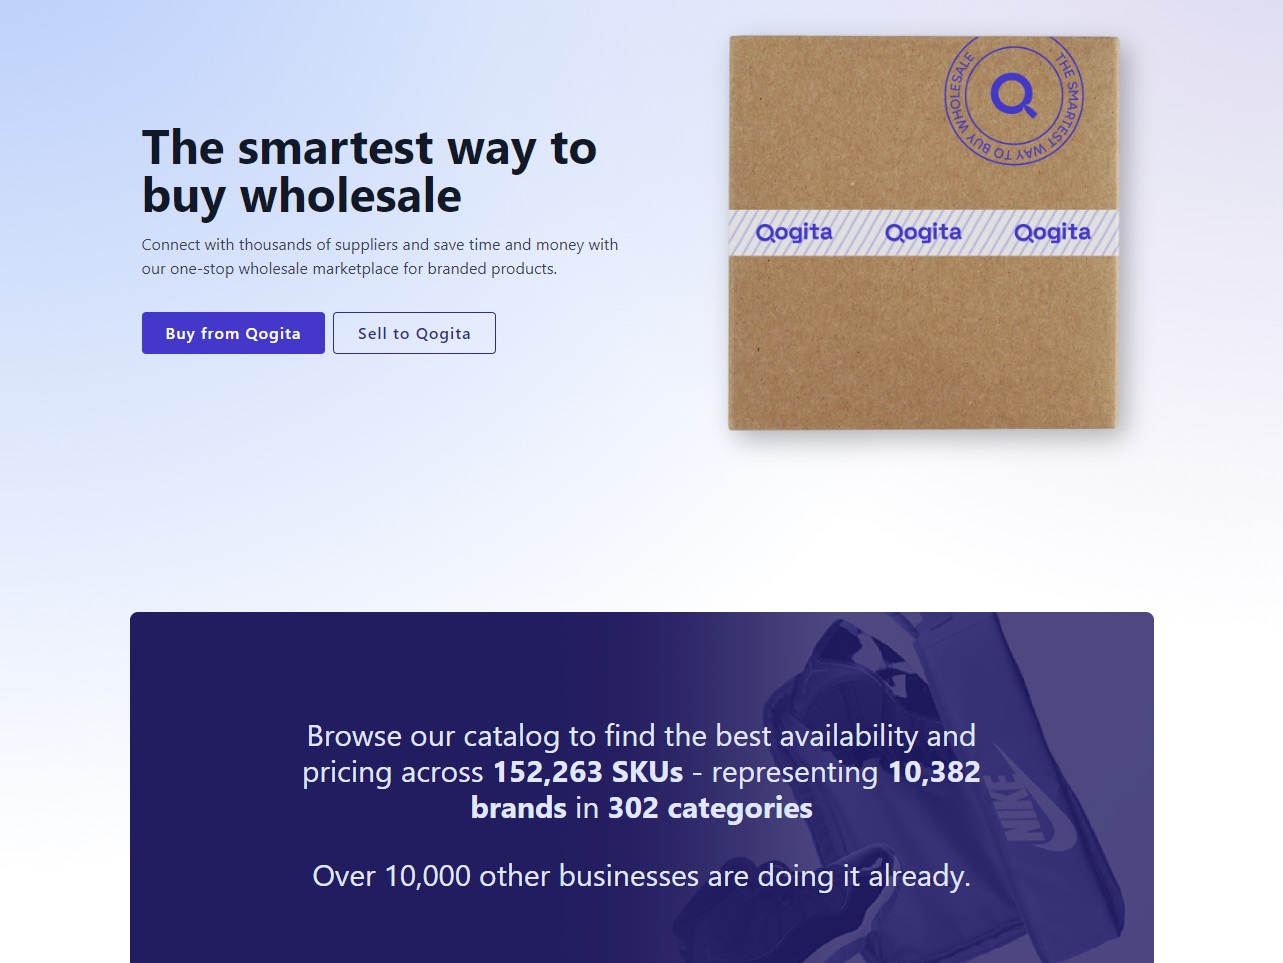 The smartest way to
buy wholesale
Connect with thousands of suppliers and save time and money with
our one-stop wholesale marketplace for branded products.
Buy from Qogita
Sell to Qogita
THE SMARTEST WAY TO BUY WHOLESALE
Q
Qogita Qogita Qogita
Browse our catalog to find the best availability and
pricing across 152,263 SKUs - representing 10,382
brands in 302 categories
Over 10,000 other businesses are doing it already.
NIKE